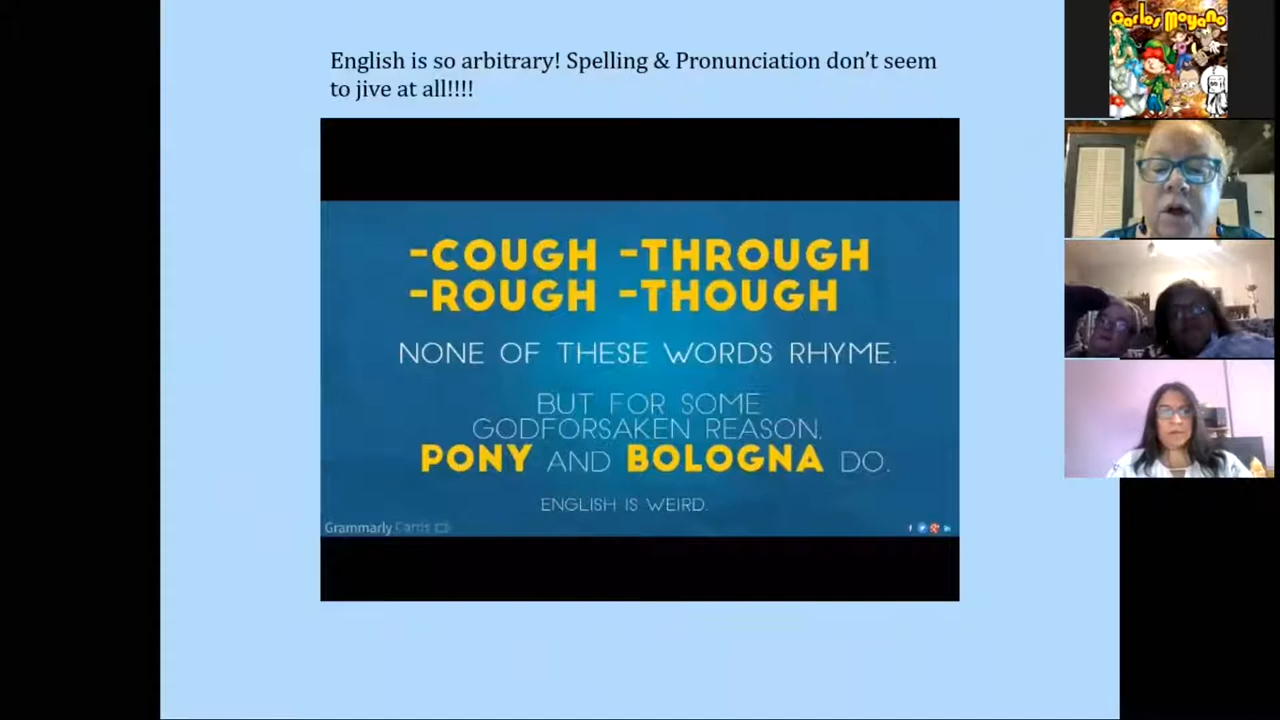 English is so arbitrary! Spelling & Pronunciation don't seem
to jive at all!!!!
-COUGH -THROUGH
-ROUGH -THOUGH
NONE OF THESE WORDS RHYME.
BUT FOR SOME
GODFORSAKEN REASON.
PONY AND BOLOGNA DO.
ENGLISH IS WEIRD.
Grammarly Cards
Carlos Moyano